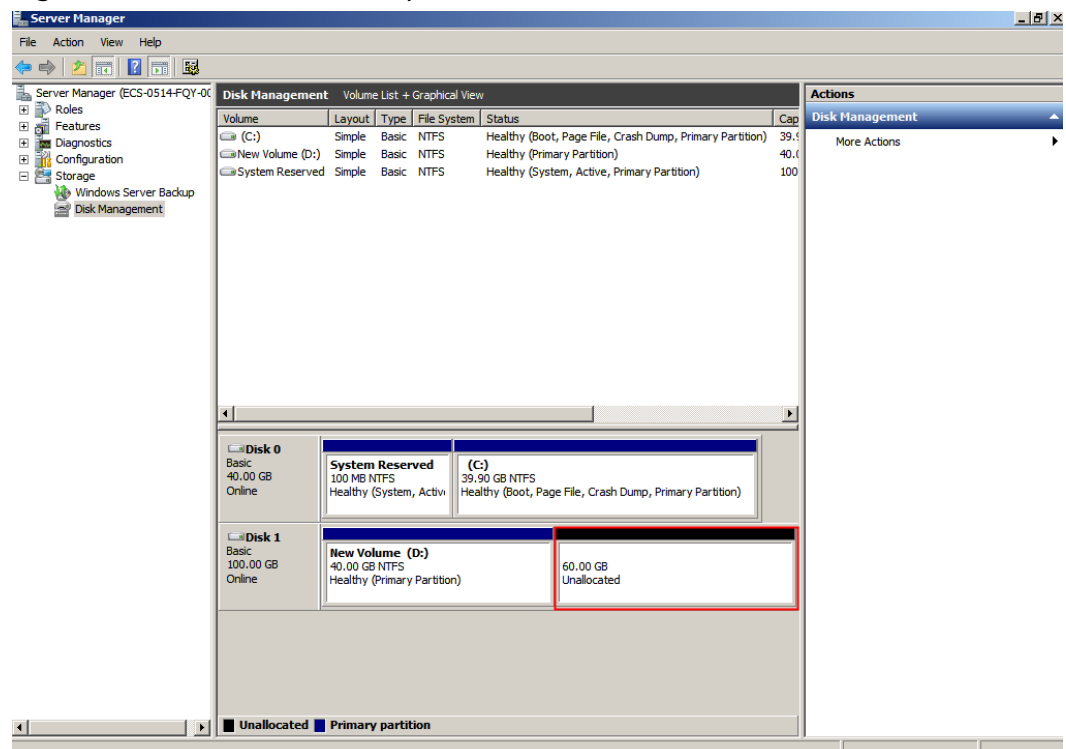 Server Manager
File Action View Help
Server Manager (ECS-0514-FQY-00
Roles
Features
Diagnostics
Configuration
Storage
Windows Server Backup
Disk Management
Disk Management Volume List + Graphical View
Volume Layout Type File System Status Cap
(C:) Simple Basic NTFS Healthy (Boot, Page File, Crash Dump, Primary Partition) 39.9
New Volume (D:) Simple Basic NTFS Healthy (Primary Partition) 40.0
System Reserved Simple Basic NTFS Healthy (System, Active, Primary Partition) 100
Disk 0
Basic
40.00 GB
Online
System Reserved
100 MB NTFS
Healthy (System, Activ
(C:)
39.90 GB NTFS
Healthy (Boot, Page File, Crash Dump, Primary Partition)
Disk 1
Basic
100.00 GB
Online
New Volume (D:)
40.00 GB NTFS
Healthy (Primary Partition)
60.00 GB
Unallocated
Unallocated Primary partition
Actions
Disk Management
More Actions